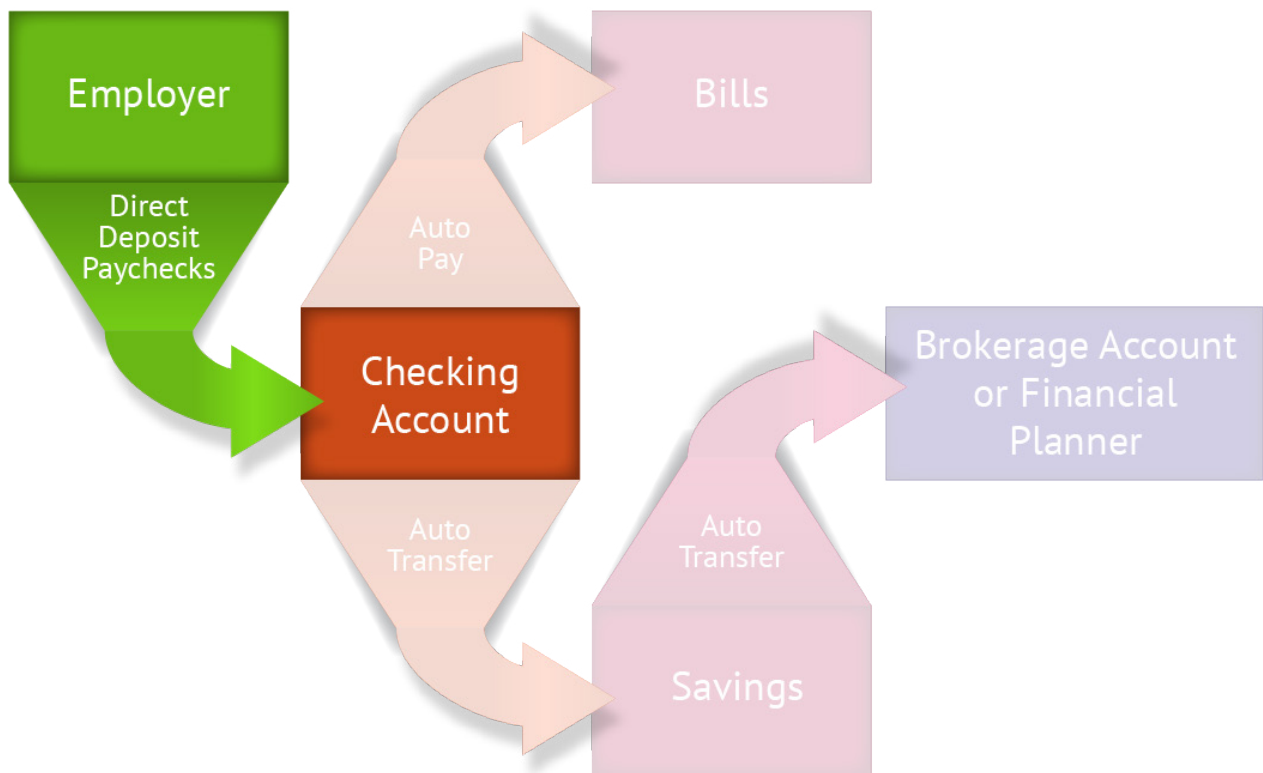 Employer
Direct
Deposit
Paychecks
Auto
Pay
Bills
Checking
Account
Auto
Transfer
Savings
Auto
Transfer
Brokerage Account
or Financial
Planner